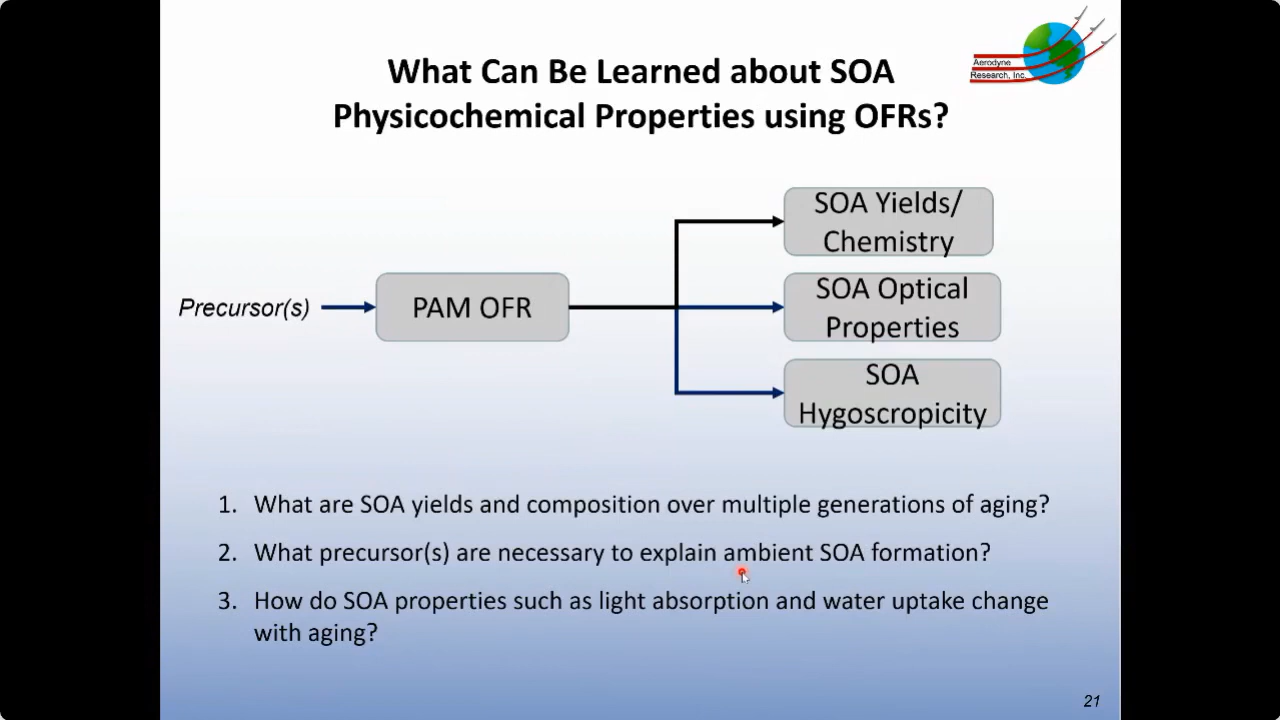 What Can Be Learned about SOA
Physicochemical Properties using OFRs?
Aerodyne
Research, Inc.
Precursor(s)
PAM OFR
SOA Yields/
Chemistry
SOA Optical
Properties
SOA
Hygoscropicity
1. What are SOA yields and composition over multiple generations of aging?
2. What precursor(s) are necessary to explain ambient SOA formation?
3. How do SOA properties such as light absorption and water uptake change
with aging?
21